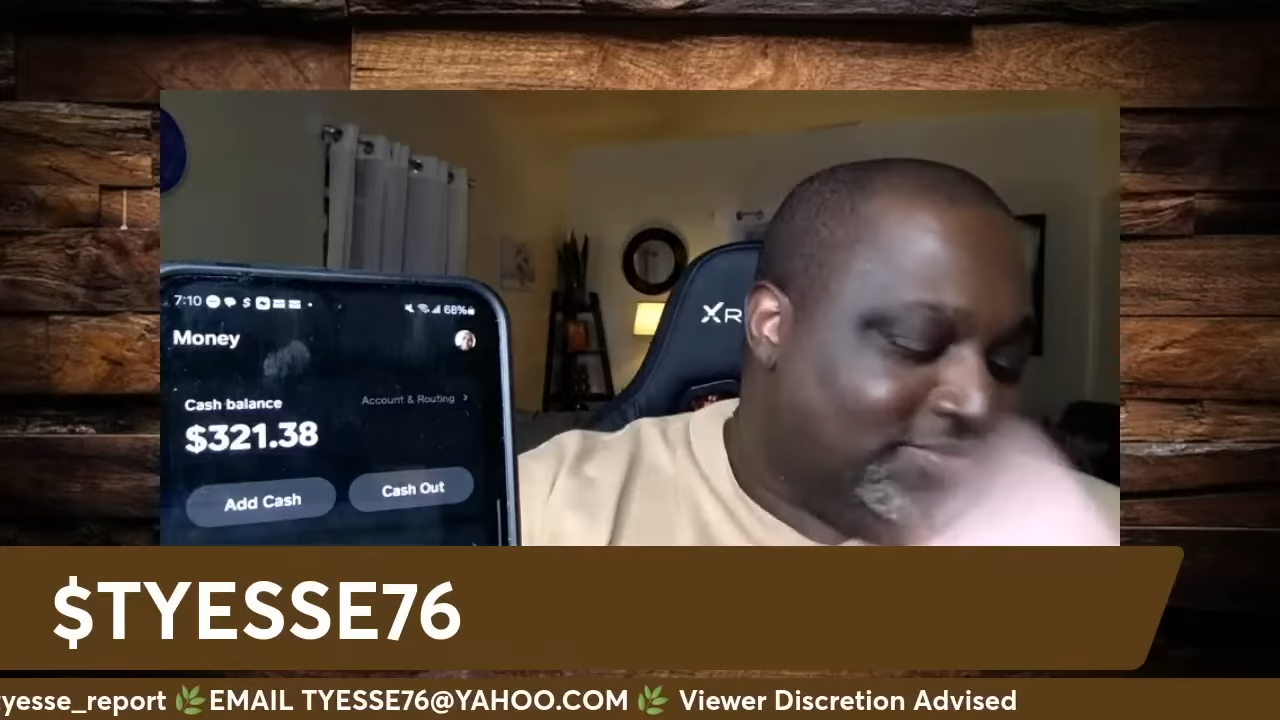 7:10
68%
Money
Cash balance
Account & Routing >
$321.38
Add Cash
Cash Out
XR
$TYESSE76
tyesse_report 🌿EMAIL TYESSE76@YAHOO.COM 🌿 Viewer Discretion Advised